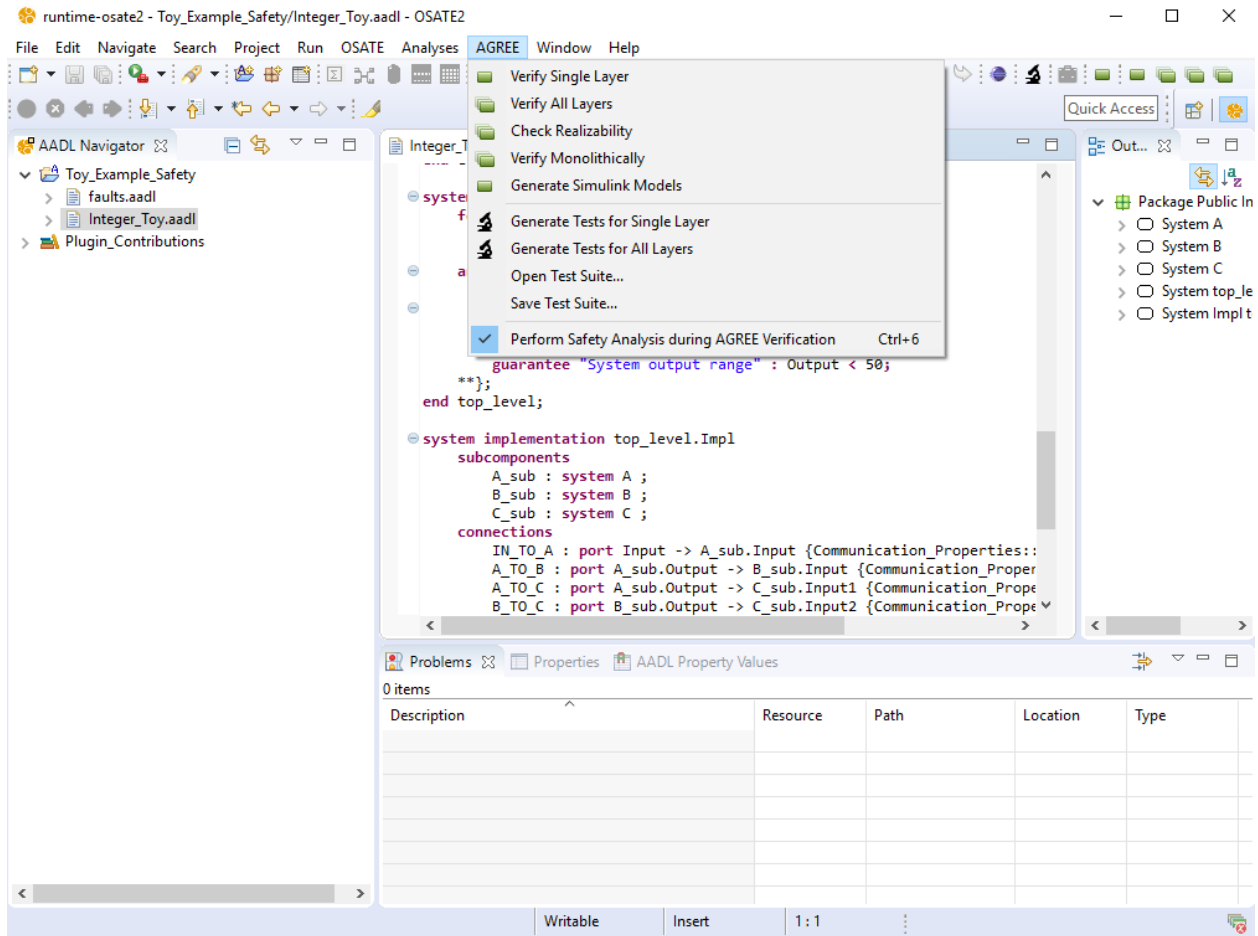 runtime-osate2 - Toy_Example_Safety/Integer_Toy.aadl - OSATE2
File Edit Navigate Search Project Run OSATE Analyses AGREE Window Help
Verify Single Layer
Verify All Layers
Check Realizability
Verify Monolithically
Generate Simulink Models
Generate Tests for Single Layer
Generate Tests for All Layers
Open Test Suite...
Save Test Suite...
Perform Safety Analysis during AGREE Verification Ctrl+6
Quick Access
AADL Navigator
Toy_Example_Safety
faults.aadl
Integer_Toy.aadl
Plugin_Contributions
Integer_T
syste
f
a
guarantee "System output range" : Output < 50;
**};
end top_level;
system implementation top_level.Impl
subcomponents
A_sub : system A ;
B_sub : system B ;
C_sub : system C ;
connections
IN_TO_A : port Input -> A_sub.Input {Communication_Properties::
A_TO_B : port A_sub.Output -> B_sub.Input {Communication_Proper
A_TO_C : port A_sub.Output -> C_sub.Input1 {Communication_Prope
B_TO_C : port B_sub.Output -> C_sub.Input2 {Communication_Prope
Out...
Package Public In
System A
System B
System C
System top_le
System Impl t
Problems Properties AADL Property Values
0 items
Description Resource Path Location Type
Writable Insert 1 : 1